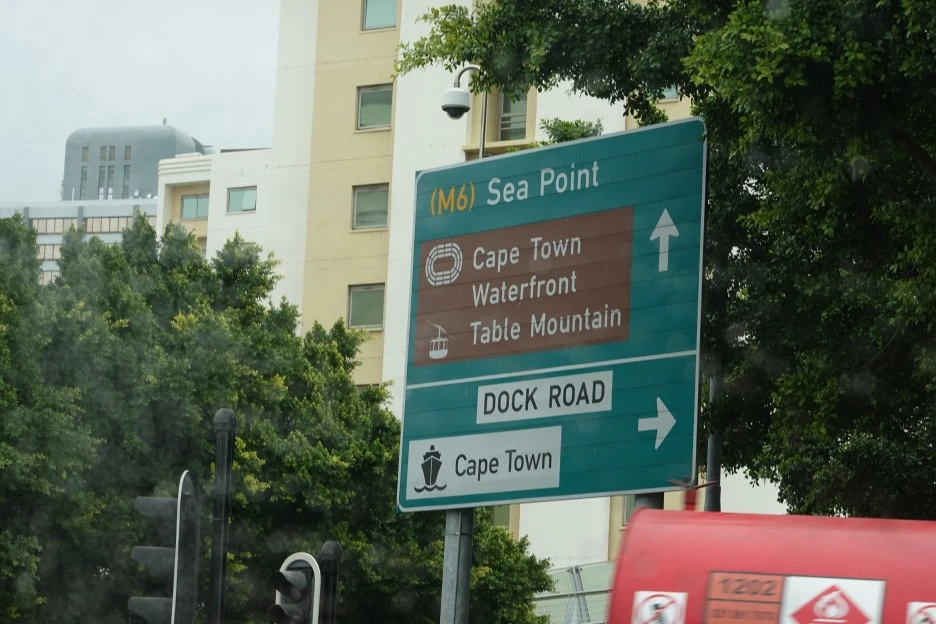 (M6) Sea Point
Cape Town
Waterfront
Table Mountain
DOCK ROAD
Cape Town
1202